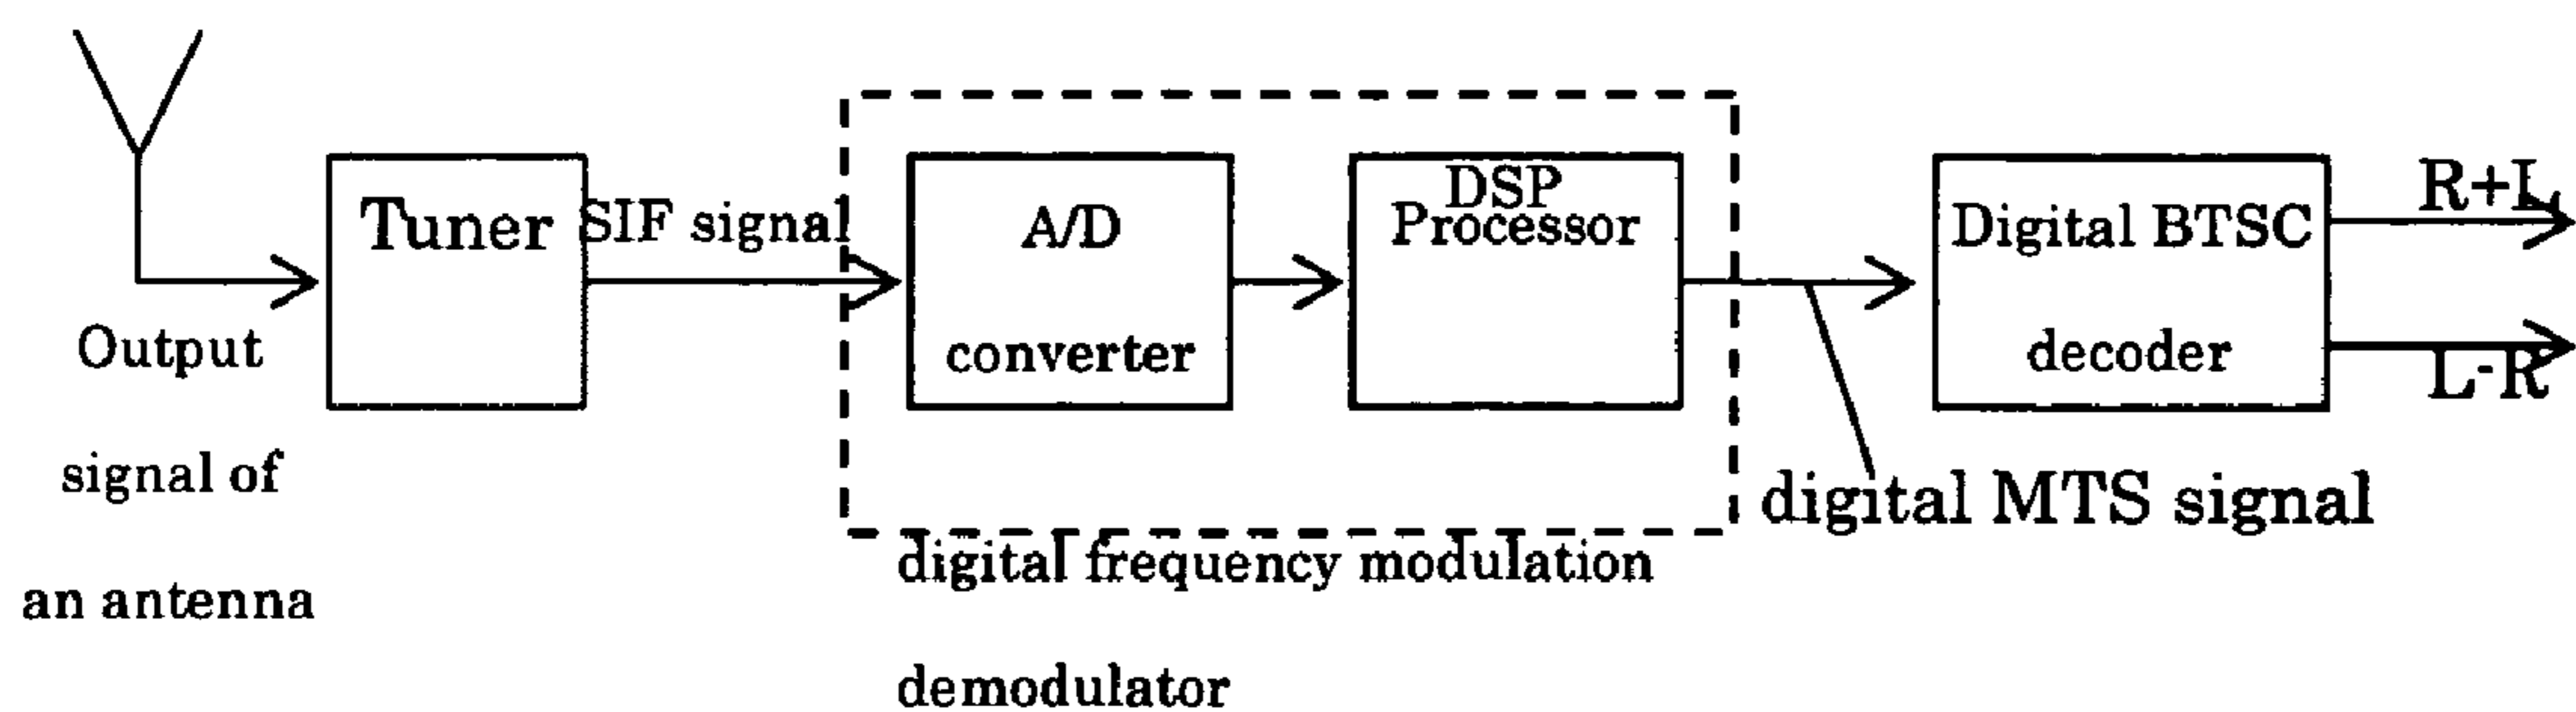 Output
signal of
an antenna
Tuner
SIF signal
A/D
converter
DSP
Processor
digital frequency modulation
demodulator
digital MTS signal
Digital BTSC
decoder
R+L
L-R